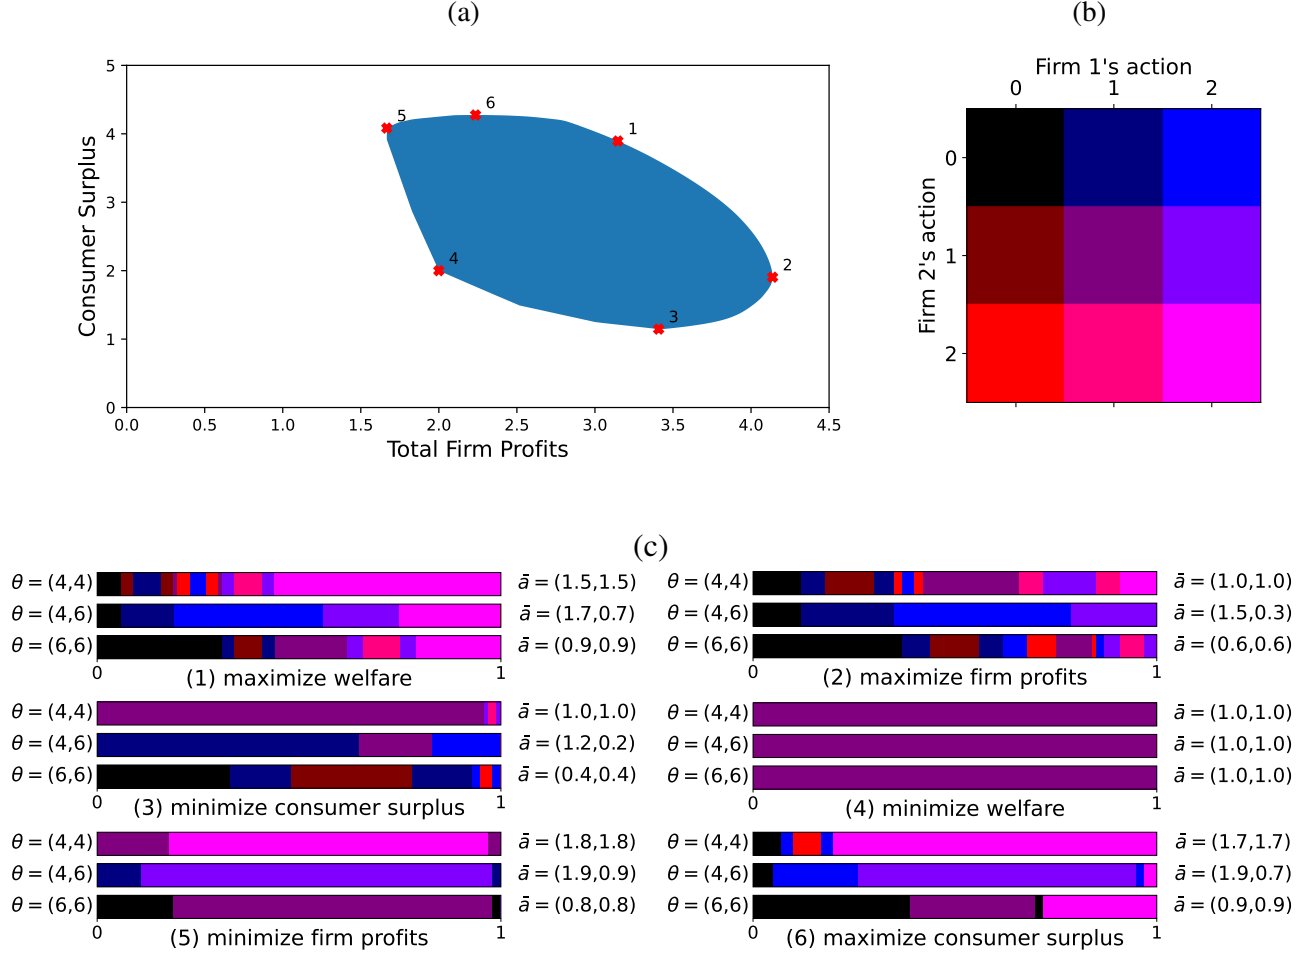 (a)
(b)
5
4
3
2
1
0
Consumer Surplus
0.0 0.5 1.0 1.5 2.0 2.5 3.0 3.5 4.0 4.5
Total Firm Profits
5
6
1
4
2
3
Firm 1's action
0 1 2
Firm 2's action
0
1
2
(c)
θ = (4,4) ā = (1.5,1.5)
θ = (4,6) ā = (1.7,0.7)
θ = (6,6) ā = (0.9,0.9)
0 1
(1) maximize welfare
θ = (4,4) ā = (1.0,1.0)
θ = (4,6) ā = (1.5,0.3)
θ = (6,6) ā = (0.6,0.6)
0 1
(2) maximize firm profits
θ = (4,4) ā = (1.0,1.0)
θ = (4,6) ā = (1.2,0.2)
θ = (6,6) ā = (0.4,0.4)
0 1
(3) minimize consumer surplus
θ = (4,4) ā = (1.0,1.0)
θ = (4,6) ā = (1.0,1.0)
θ = (6,6) ā = (1.0,1.0)
0 1
(4) minimize welfare
θ = (4,4) ā = (1.8,1.8)
θ = (4,6) ā = (1.9,0.9)
θ = (6,6) ā = (0.8,0.8)
0 1
(5) minimize firm profits
θ = (4,4) ā = (1.7,1.7)
θ = (4,6) ā = (1.9,0.7)
θ = (6,6) ā = (0.9,0.9)
0 1
(6) maximize consumer surplus